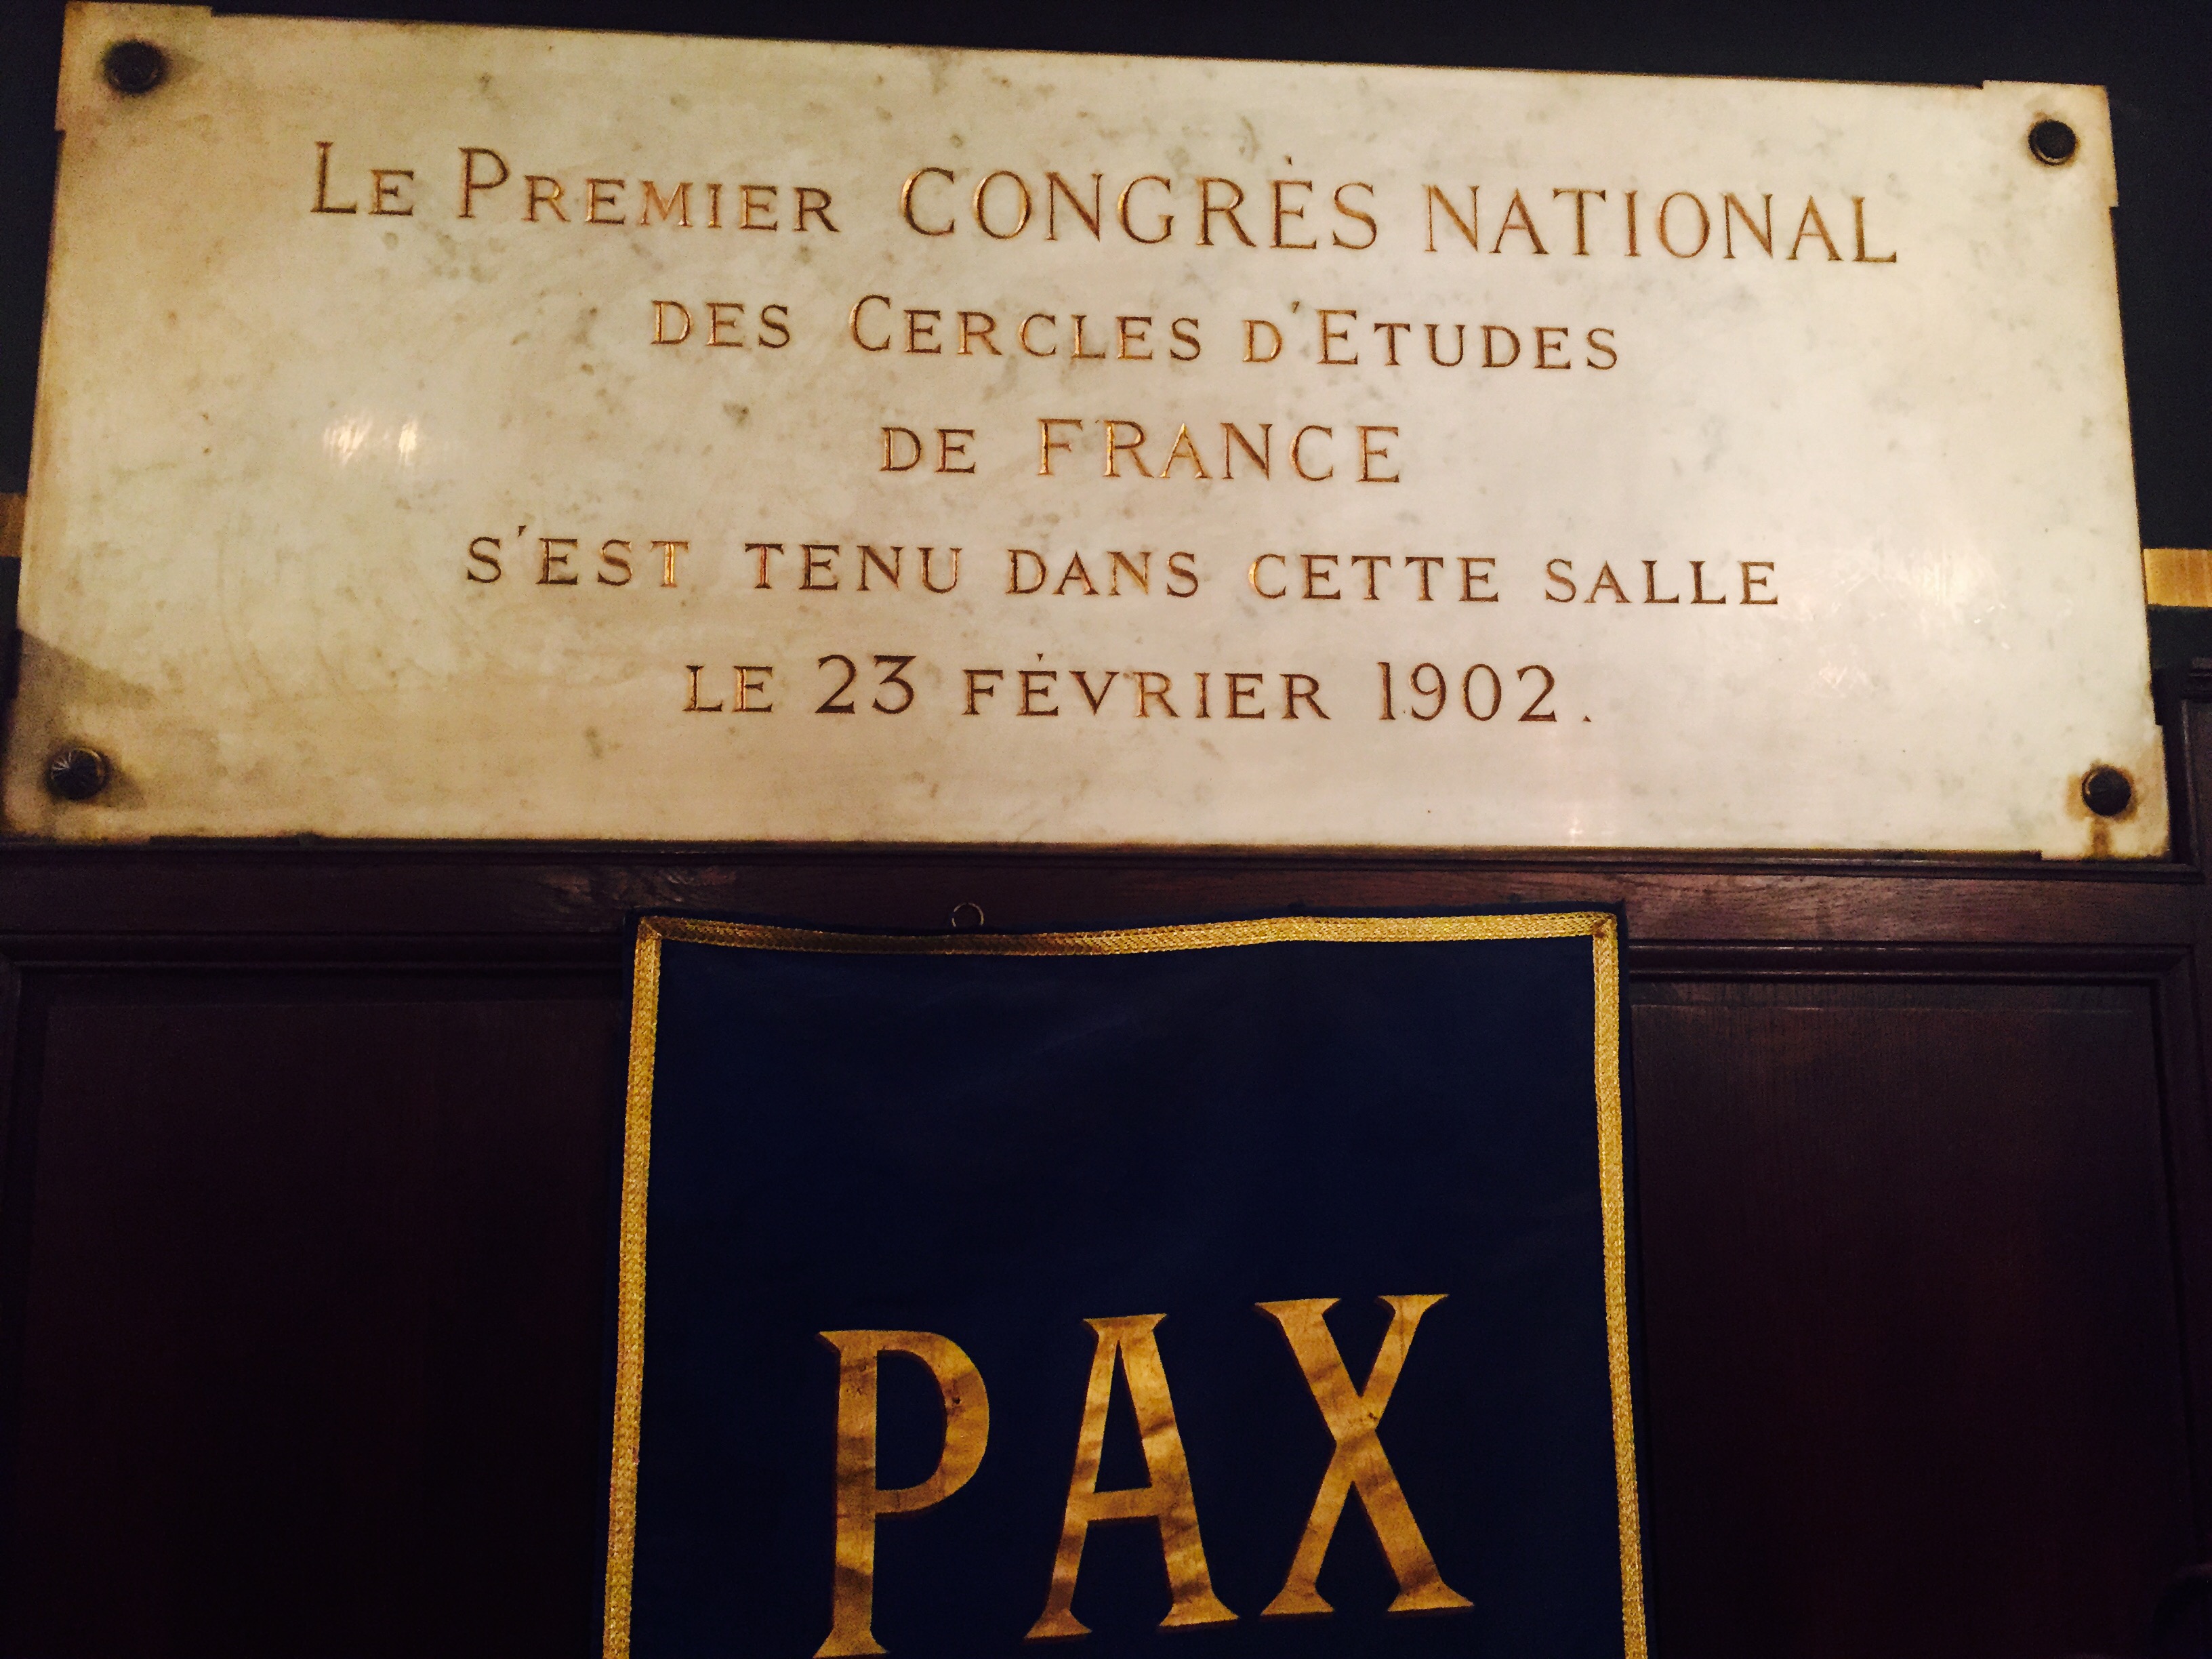 LE PREMIER CONGRÈS NATIONAL
DES CERCLES D'ETUDES
DE FRANCE
S'EST TENU DANS CETTE SALLE
LE 23 FÉVRIER 1902.
PAX